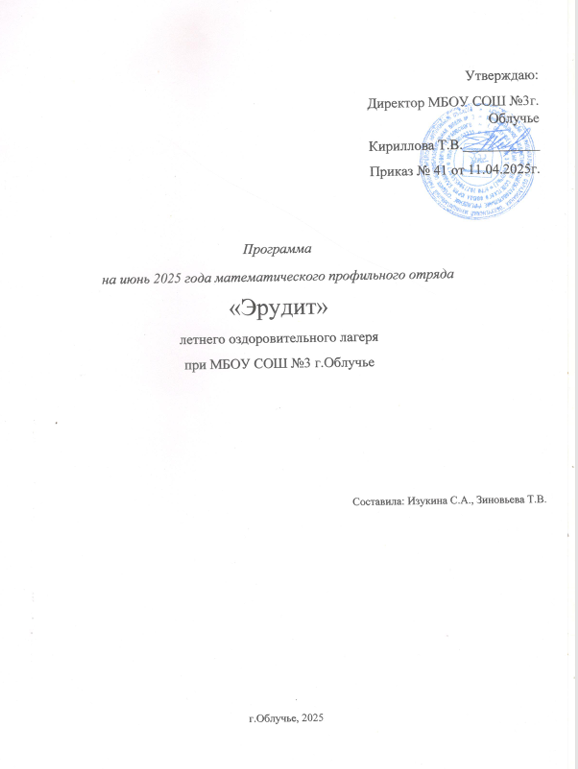 Утверждаю:
Директор МБОУ СОШ №3г.
Облучье
Кириллова Т.В.
Приказ № 41 от 11.04.2025г.
Программа
на июнь 2025 года математического профильного отряда
«Эрудит»
летнего оздоровительного лагеря
при МБОУ СОШ №3 г.Облучье
Составила: Изукина С.А., Зиновьева Т.В.
г.Облучье, 2025